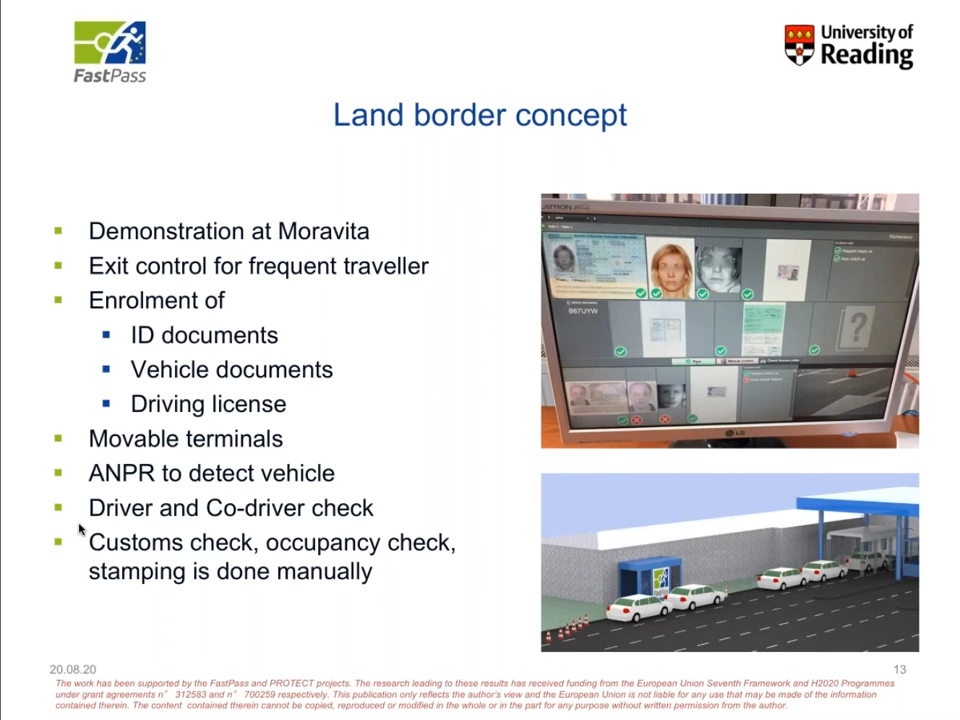 FastPass
University of
Reading
Land border concept
Demonstration at Moravita
Exit control for frequent traveller
Enrolment of
ID documents
Vehicle documents
Driving license
Movable terminals
ANPR to detect vehicle
Driver and Co-driver check
Customs check, occupancy check,
stamping is done manually
B67UYW
LG
20.08.20
13
The work has been supported by the FastPass and PROTECT projects. The research leading to these results has received funding from the European Union Seventh Framework and H2020 Programmes
under grant agreements n° 312583 and n° 700259 respectively. This publication only reflects the author's view and the European Union is not liable for any use that may be made of the information
contained therein. The content contained therein cannot be copied, reproduced or modified in the whole or in the part for any purpose without written permission from the author.